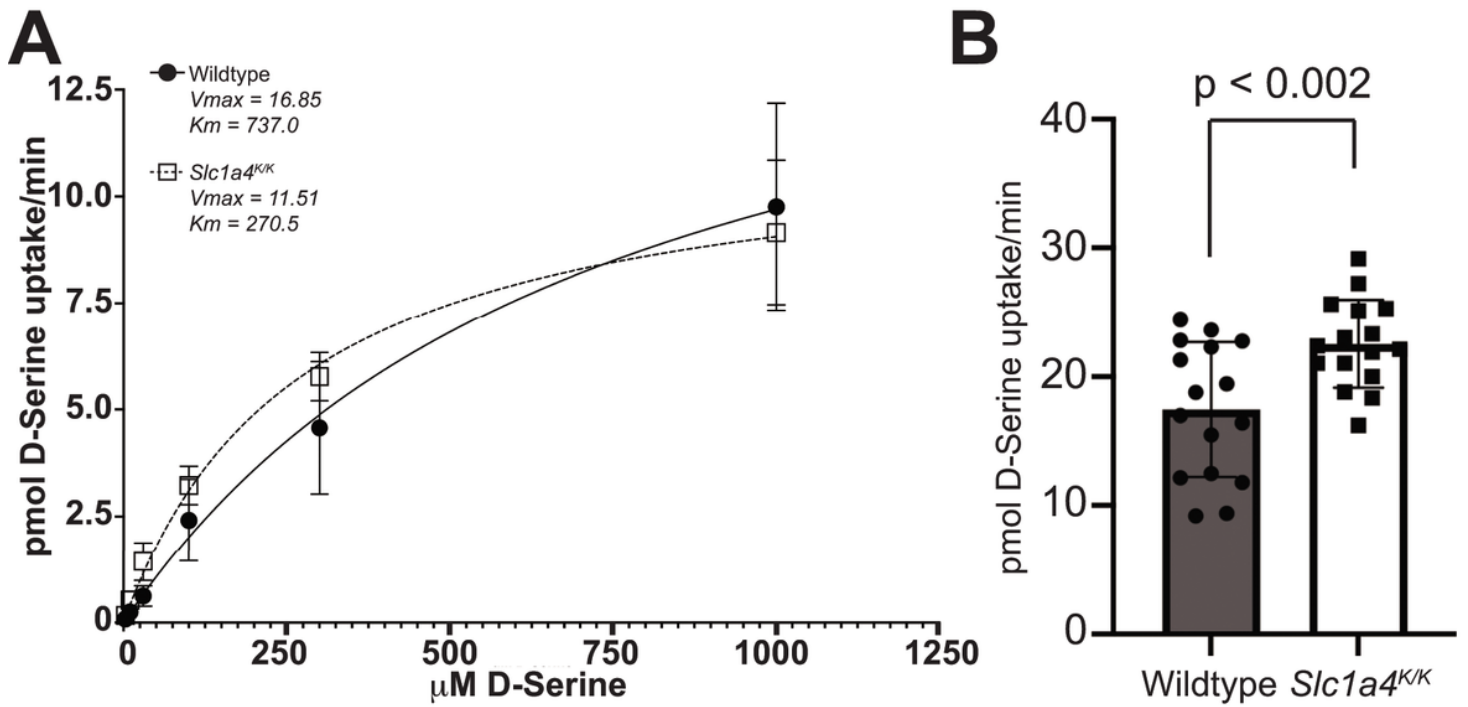 A
Wildtype
Vmax = 16.85
Km = 737.0
Slc1a4K/K
Vmax = 11.51
Km = 270.5
pmol D-Serine uptake/min
12.5
10.0
7.5
5.0
2.5
0
0 250 500 750 1000 1250
μM D-Serine
B
p < 0.002
pmol D-Serine uptake/min
40
30
20
10
0
Wildtype Slc1a4K/K